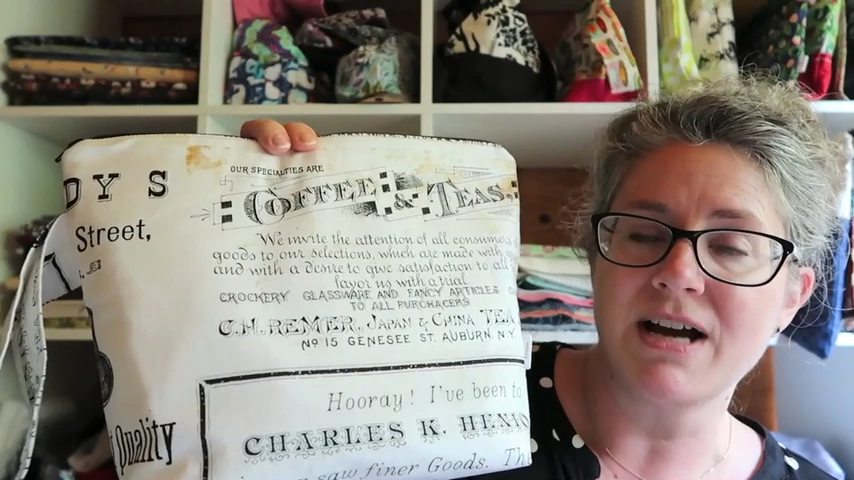 DYS
Street,
OUR SPECIALTIES ARE
COFFEE & TEAS.,
We invite the attention of all consumers
goods to our selections, which are made with
and with a desire to give satisfaction to all
favor us with a trial
CROCKERY GLASSWARE AND FANCY ARTICLES
TO ALL PURCHACERS
C.H. REMER, JAPAN & CHINA TEA
No 15 GENESEE ST. AUBURN. N.Y.
Hooray! I've been to
CHARLES K.
saw finer Goods.
Quality